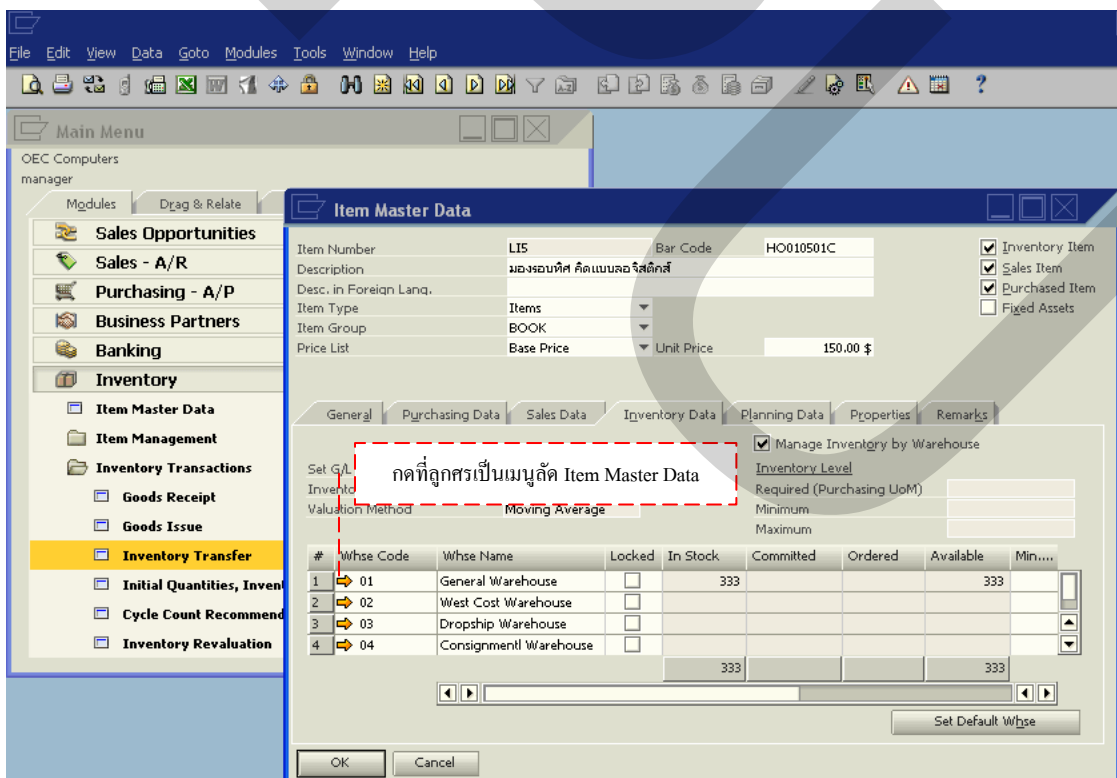 File Edit View Data Goto Modules Tools Window Help
Main Menu
OEC Computers
manager
Modules Drag & Relate
Sales Opportunities
Sales - A/R
Purchasing - A/P
Business Partners
Banking
Inventory
Item Master Data
Item Management
Inventory Transactions
Goods Receipt
Goods Issue
Inventory Transfer
Initial Quantities, Inven
Cycle Count Recommend
Inventory Revaluation
Item Master Data
Item Number LI5 Bar Code HO010501C Inventory Item
Description มองรอบทิศ คิดแบบลอจิสติกส์ Sales Item
Desc. in Foreign Lang. Purchased Item
Item Type Items Fixed Assets
Item Group BOOK
Price List Base Price Unit Price 150.00 $
General Purchasing Data Sales Data Inventory Data Planning Data Properties Remarks
Manage Inventory by Warehouse
Set G/L Inventory Level
กดที่ลูกศรเป็นเมนูลัด Item Master Data
Invento Required (Purchasing UoM)
Valuation Method Moving Average Minimum
Maximum
# Whse Code Whse Name Locked In Stock Committed Ordered Available Min....
1 01 General Warehouse 333 333
2 02 West Cost Warehouse
3 03 Dropship Warehouse
4 04 Consignmentl Warehouse
333 333
Set Default Whse
OK Cancel